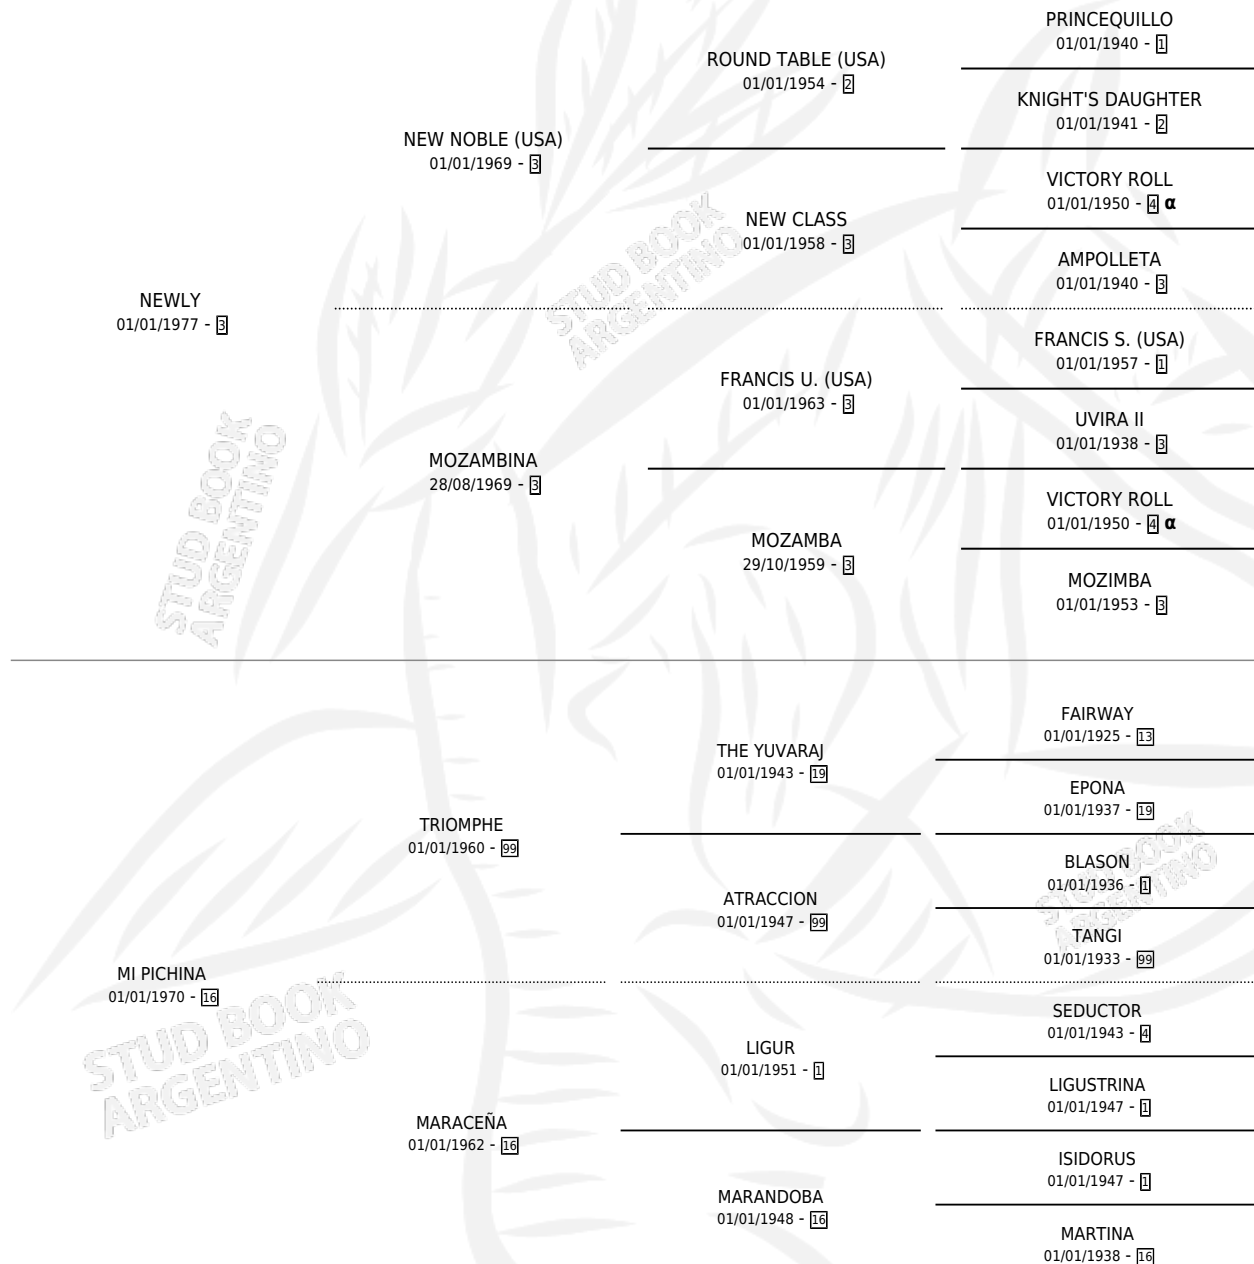 PRINCEQUILLO
01/01/1940 - 1
ROUND TABLE (USA)
01/01/1954 - 2
KNIGHT'S DAUGHTER
01/01/1941 - 2
NEW NOBLE (USA)
01/01/1969 - 3
VICTORY ROLL
01/01/1950 - 4 α
NEW CLASS
01/01/1958 - 3
AMPOLLETA
01/01/1940 - 3
NEWLY
01/01/1977 - 3
FRANCIS S. (USA)
01/01/1957 - 1
FRANCIS U. (USA)
01/01/1963 - 3
UVIRA II
01/01/1938 - 3
MOZAMBINA
28/08/1969 - 3
VICTORY ROLL
01/01/1950 - 4 α
MOZAMBA
29/10/1959 - 3
MOZIMBA
01/01/1953 - 3
FAIRWAY
01/01/1925 - 13
THE YUVARAJ
01/01/1943 - 19
EPONA
01/01/1937 - 19
TRIOMPHE
01/01/1960 - 99
BLASON
01/01/1936 - 1
ATRACCION
01/01/1947 - 99
TANGI
01/01/1933 - 99
MI PICHINA
01/01/1970 - 16
SEDUCTOR
01/01/1943 - 4
LIGUR
01/01/1951 - 1
LIGUSTRINA
01/01/1947 - 1
MARACEÑA
01/01/1962 - 16
ISIDORUS
01/01/1947 - 1
MARANDOBA
01/01/1948 - 16
MARTINA
01/01/1938 - 16
STUD BOOK
ARGENTINO
STUD BOOK
ARGENTINO
STUD BOOK
ARGENTINO
STUD BOOK
ARGENTINO